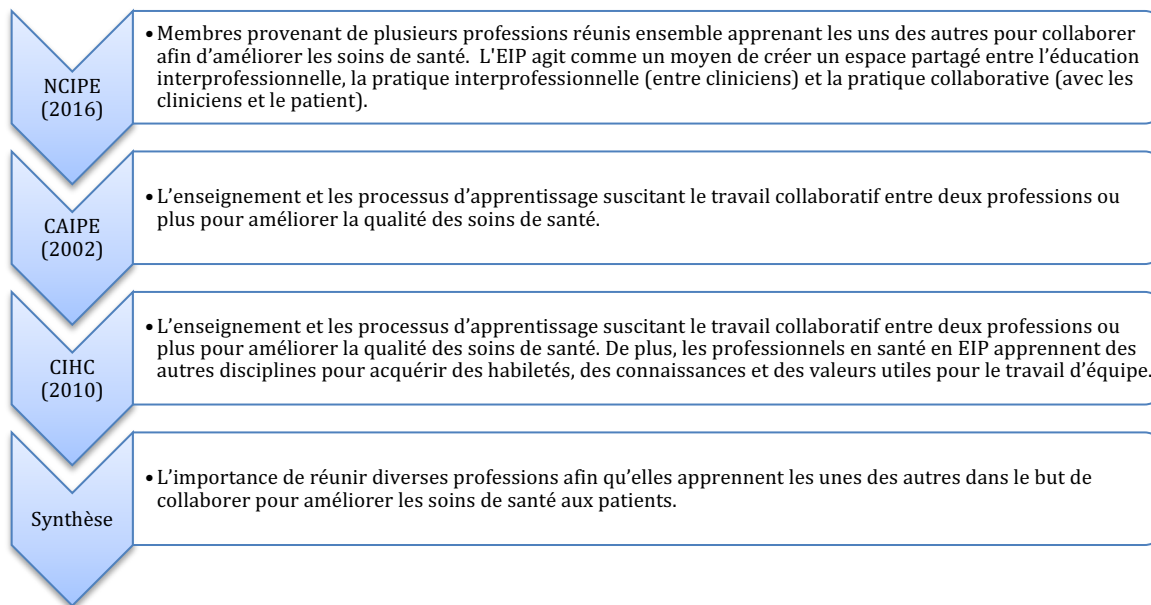 NCIPE
(2016)
•Membres provenant de plusieurs professions réunis ensemble apprenant les uns des autres pour collaborer
afin d’améliorer les soins de santé.  L'EIP agit comme un moyen de créer un espace partagé entre l’éducation
interprofessionnelle, la pratique interprofessionnelle (entre cliniciens) et la pratique collaborative (avec les
cliniciens et le patient).
CAIPE
(2002)
•L’enseignement et les processus d’apprentissage suscitant le travail collaboratif entre deux professions ou
plus pour améliorer la qualité des soins de santé.
CIHC
(2010)
•L’enseignement et les processus d’apprentissage suscitant le travail collaboratif entre deux professions ou
plus pour améliorer la qualité des soins de santé. De plus, les professionnels en santé en EIP apprennent des
autres disciplines pour acquérir des habiletés, des connaissances et des valeurs utiles pour le travail d’équipe.
Synthèse
•L’importance de réunir diverses professions afin qu’elles apprennent les unes des autres dans le but de
collaborer pour améliorer les soins de santé aux patients.